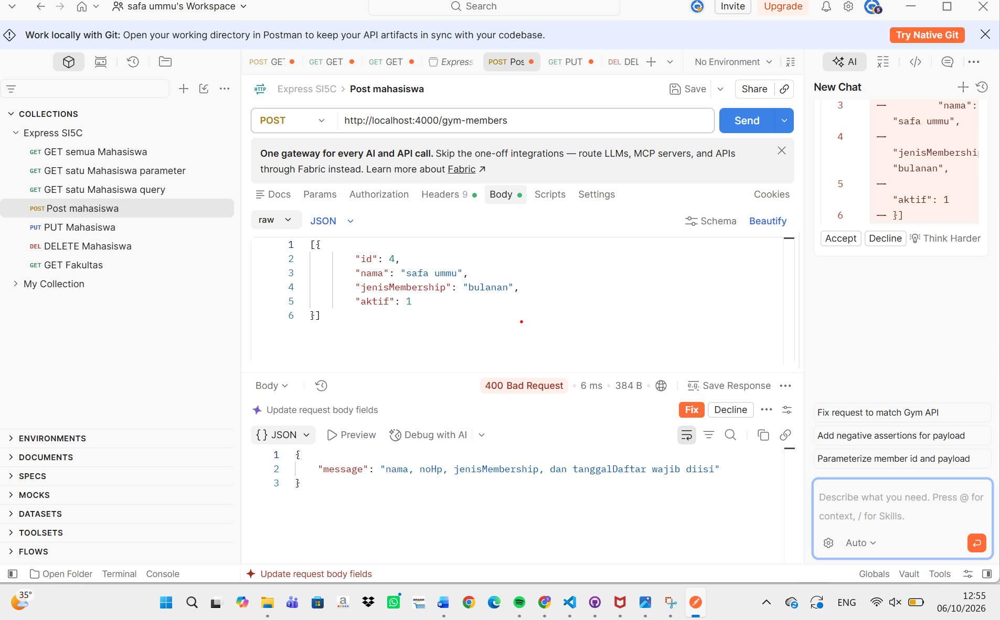 safa ummu's Workspace
Search
Invite
Upgrade
S
Work locally with Git: Open your working directory in Postman to keep your API artifacts in sync with your codebase.
Try Native Git
POST GET
GET GET
GET GET
Express
POST Pos
GET PUT
DEL DEL
No Environment
AI
COLLECTIONS
Express SI5C
GET GET semua Mahasiswa
GET GET satu Mahasiswa parameter
GET GET satu Mahasiswa query
POST Post mahasiswa
PUT PUT Mahasiswa
DEL DELETE Mahasiswa
GET GET Fakultas
My Collection
ENVIRONMENTS
DOCUMENTS
SPECS
MOCKS
DATASETS
TOOLSETS
FLOWS
HTTP Express SI5C > Post mahasiswa
Save
Share
POST http://localhost:4000/gym-members
Send
One gateway for every AI and API call. Skip the one-off integrations — route LLMs, MCP servers, and APIs
through Fabric instead. Learn more about Fabric ↗
Docs Params Authorization Headers 9 Body Scripts Settings Cookies
raw JSON Schema Beautify
1 [{
2 "id": 4,
3 "nama": "safa ummu",
4 "jenisMembership": "bulanan",
5 "aktif": 1
6 }]
Body 400 Bad Request 6 ms 384 B e.g. Save Response
Update request body fields Fix Decline
{} JSON Preview Debug with AI
1 {
2 "message": "nama, noHp, jenisMembership, dan tanggalDaftar wajib diisi"
3 }
New Chat
3 — "nama":
"safa ummu",
4 —
"jenisMembership
"bulanan",
5 —
"aktif": 1
6 — }]
Accept Decline Think Harder
Fix request to match Gym API
Add negative assertions for payload
Parameterize member id and payload
Describe what you need. Press @ for
context, / for Skills.
Auto
Open Folder Terminal Console
Update request body fields
Globals Vault Tools
35°
amazon
ENG
12:55
06/10/2026